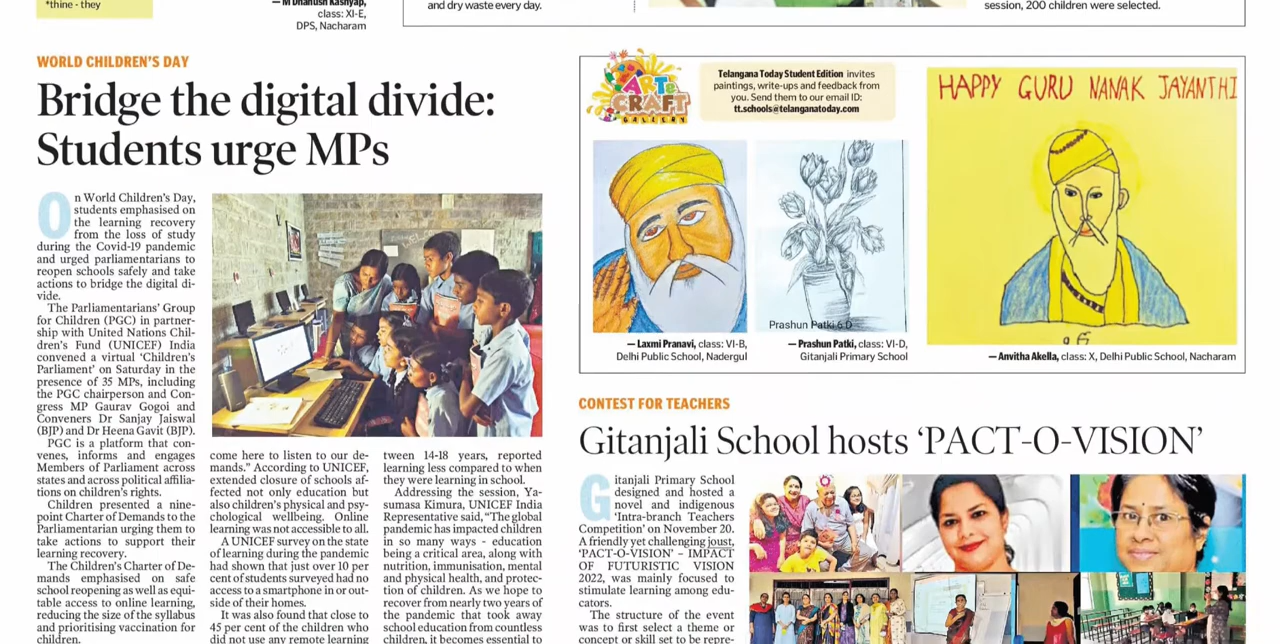 *thine - they
— M Dhanush Kashyap,
class: XI-E,
DPS, Nacharam
and dry waste every day.
session, 200 children were selected.
WORLD CHILDREN'S DAY
Bridge the digital divide:
Students urge MPs
On World Children's Day,
students emphasised on
the learning recovery
from the loss of study
during the Covid-19 pandemic
and urged parliamentarians to
reopen schools safely and take
actions to bridge the digital di-
vide.
The Parliamentarians' Group
for Children (PGC) in partner-
ship with United Nations Chil-
dren's Fund (UNICEF) India
convened a virtual 'Children's
Parliament' on Saturday in the
presence of 35 MPs, including
the PGC chairperson and Con-
gress MP Gaurav Gogoi and
Conveners Dr Sanjay Jaiswal
(BJP) and Dr Heena Gavit (BJP).
PGC is a platform that con-
venes, informs and engages
Members of Parliament across
states and across political affilia-
tions on children's rights.
Children presented a nine-
point Charter of Demands to the
Parliamentarian urging them to
take actions to support their
learning recovery.
The Children's Charter of De-
mands emphasised on safe
school reopening as well as equi-
table access to online learning,
reducing the size of the syllabus
and prioritising vaccination for
children.
come here to listen to our de-
mands." According to UNICEF,
extended closure of schools af-
fected not only education but
also children's physical and psy-
chological wellbeing. Online
learning was not accessible to all.
A UNICEF survey on the state
of learning during the pandemic
had shown that just over 10 per
cent of students surveyed had no
access to a smartphone in or out-
side of their homes.
It was also found that close to
45 per cent of the children who
did not use any remote learning
tween 14-18 years, reported
learning less compared to when
they were learning in school.
Addressing the session, Ya-
sumasa Kimura, UNICEF India
Representative said, "The global
pandemic has impacted children
in so many ways - education
being a critical area, along with
nutrition, immunisation, mental
and physical health, and protec-
tion of children. As we hope to
recover from nearly two years of
the pandemic that took away
school education from countless
children, it becomes essential to
ART &
CRAFT
GALLERY
Telangana Today Student Edition invites
paintings, write-ups and feedback from
you. Send them to our email ID:
tt.schools@telanganatoday.com
HAPPY GURU NANAK JAYANTHI
Prashun Patki 6 D
— Laxmi Pranavi, class: VI-B,
Delhi Public School, Nadergul
— Prashun Patki, class: VI-D,
Gitanjali Primary School
— Anvitha Akella, class: X, Delhi Public School, Nacharam
CONTEST FOR TEACHERS
Gitanjali School hosts 'PACT-O-VISION'
Gitanjali Primary School
designed and hosted a
novel and indigenous
'Intra-branch Teachers
Competition' on November 20.
A friendly yet challenging joust,
'PACT-O-VISION' – IMPACT
OF FUTURISTIC VISION
2022, was mainly focused to
stimulate learning among edu-
cators.
The structure of the event
was to first select a theme or
concept or skill set to be repre-